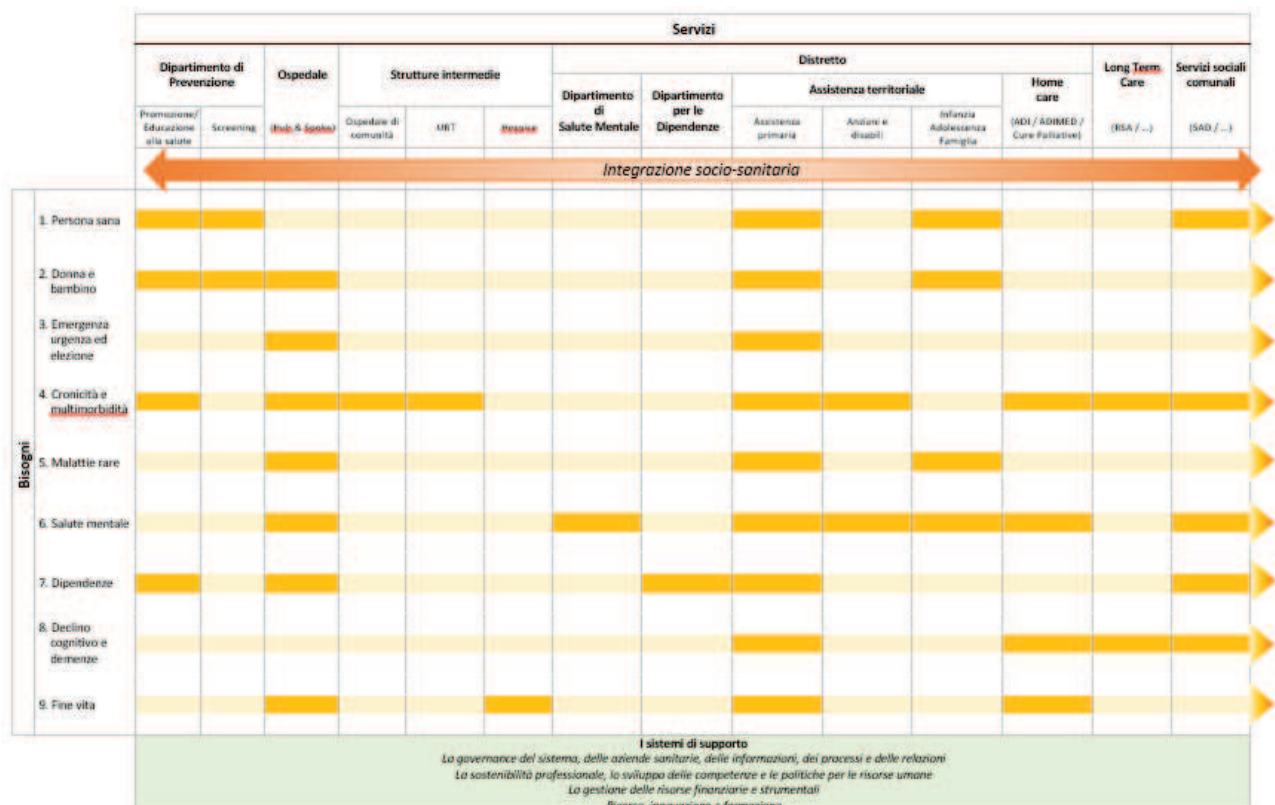 Servizi
Dipartimento di
Prevenzione
Ospedale
Strutture intermedie
Distretto
Long Term
Care
Servizi sociali
comunali
Dipartimento
di
Salute Mentale
Dipartimento
per le
Dipendenze
Assistenza territoriale
Home
care
Promozione/
Educazione
alla salute
Screening
(Hub & Spoke)
Ospedale di
comunità
URT
Hospice
Assistenza
primaria
Anziani e
disabili
Infanzia
Adolescenza
Famiglia
(ADI / ADIMED /
Cure Palliative)
(RSA / ...)
(SAD / ...)
Integrazione socio-sanitaria
Bisogni
1. Persona sana
2. Donna e
bambino
3. Emergenza
urgenza ed
elezione
4. Cronicità e
multimorbidità
5. Malattie rare
6. Salute mentale
7. Dipendenze
8. Declino
cognitivo e
demenze
9. Fine vita
I sistemi di supporto
La governance del sistema, delle aziende sanitarie, delle informazioni, dei processi e delle relazioni
La sostenibilità professionale, lo sviluppo delle competenze e le politiche per le risorse umane
La gestione delle risorse finanziarie e strumentali
Ricerca, innovazione e formazione